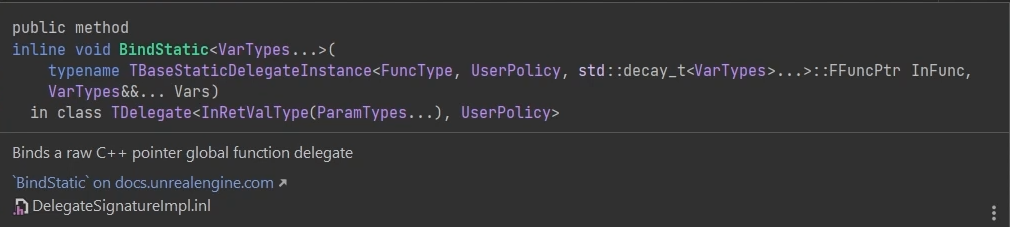 public method
inline void BindStatic<VarTypes...>(
    typename TBaseStaticDelegateInstance<FuncType, UserPolicy, std::decay_t<VarTypes>...>::FFuncPtr InFunc,
    VarTypes&&... Vars)
  in class TDelegate<InRetValType(ParamTypes...), UserPolicy>
Binds a raw C++ pointer global function delegate
`BindStatic` on docs.unrealengine.com ↗
.h DelegateSignatureImpl.inl